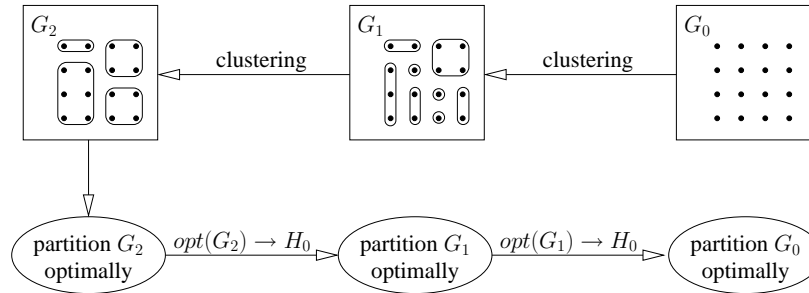 G₂
G₁
G₀
clustering
clustering
partition G₂
optimally
opt(G₂) → H₀
partition G₁
optimally
opt(G₁) → H₀
partition G₀
optimally